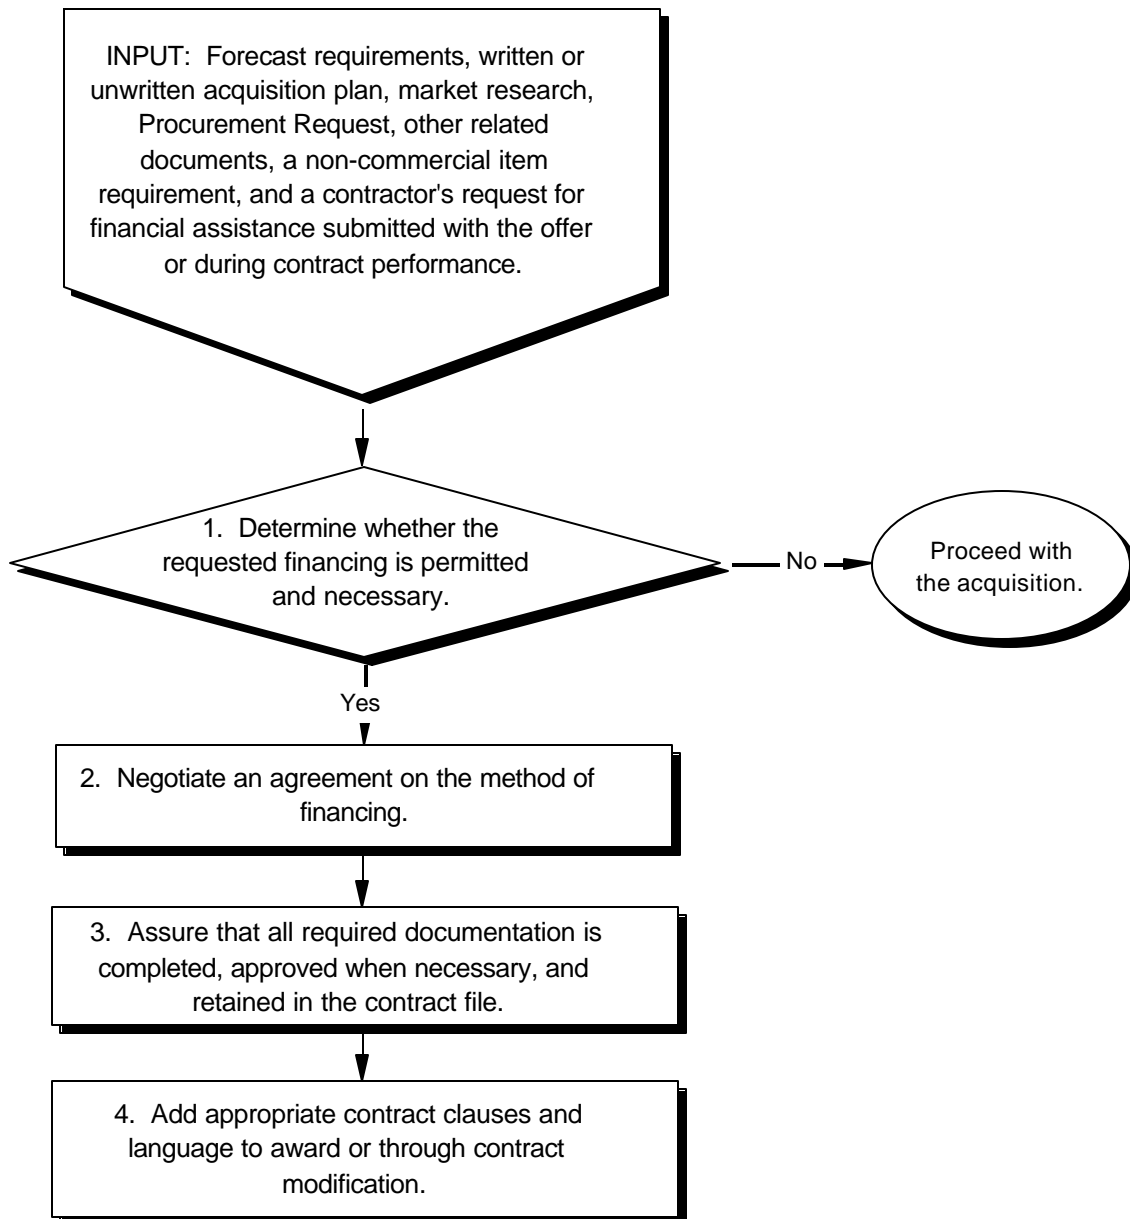 INPUT:  Forecast requirements, written or
unwritten acquisition plan, market research,
Procurement Request, other related
documents, a non-commercial item
requirement, and a contractor's request for
financial assistance submitted with the offer
or during contract performance.
1.  Determine whether the
requested financing is permitted
and necessary.
No
Proceed with
the acquisition.
Yes
2.  Negotiate an agreement on the method of
financing.
3.  Assure that all required documentation is
completed, approved when necessary, and
retained in the contract file.
4.  Add appropriate contract clauses and
language to award or through contract
modification.